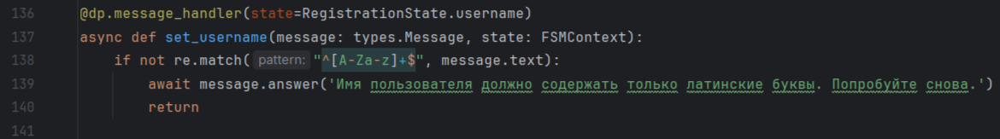 136 @dp.message_handler(state=RegistrationState.username)
137 async def set_username(message: types.Message, state: FSMContext):
138 if not re.match( pattern: "^[A-Za-z]+$", message.text):
139 await message.answer('Имя пользователя должно содержать только латинские буквы. Попробуйте снова.')
140 return
141